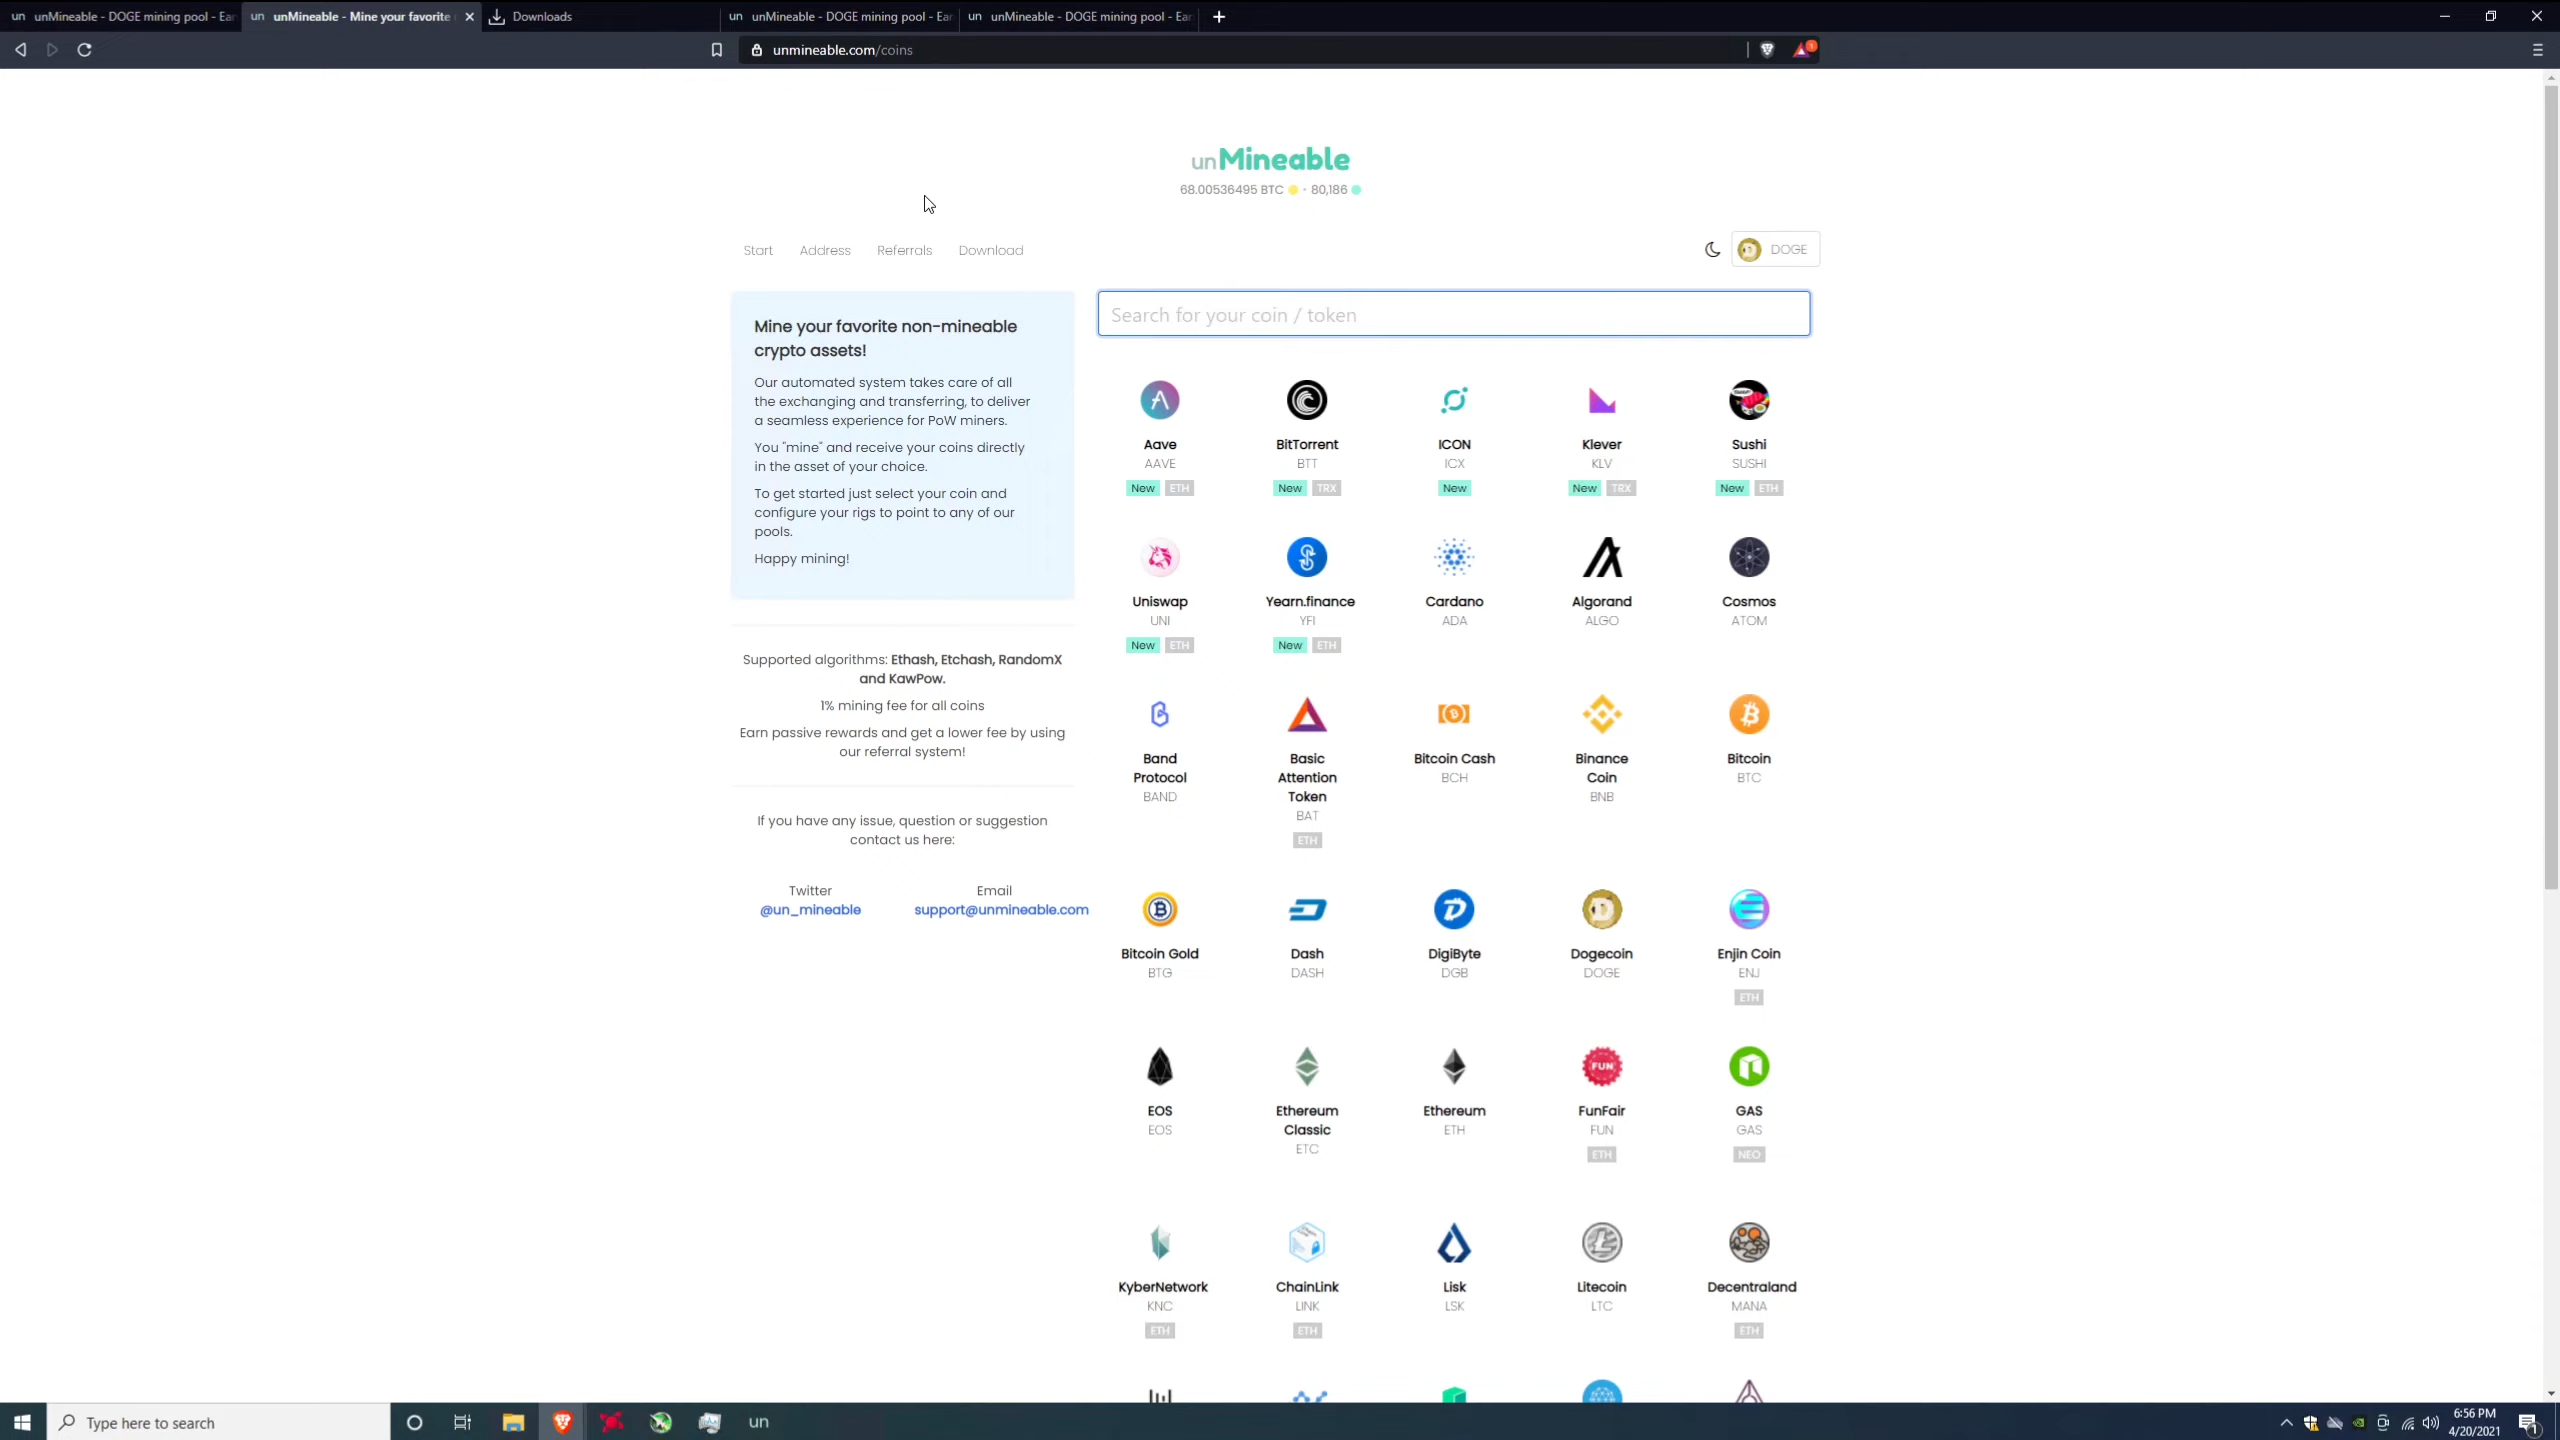 un unMineable - DOGE mining pool - Ear
un unMineable - Mine your favorite
Downloads
un unMineable - DOGE mining pool - Ear
un unMineable - DOGE mining pool - Ear
unmineable.com/coins
1
unMineable
68.00536495 BTC • 80,186
Start Address Referrals Download
DOGE
Mine your favorite non-mineable
crypto assets!
Our automated system takes care of all
the exchanging and transferring, to deliver
a seamless experience for PoW miners.
You "mine" and receive your coins directly
in the asset of your choice.
To get started just select your coin and
configure your rigs to point to any of our
pools.
Happy mining!
Supported algorithms: Ethash, Etchash, RandomX
and KawPow.
1% mining fee for all coins
Earn passive rewards and get a lower fee by using
our referral system!
If you have any issue, question or suggestion
contact us here:
Twitter
@un_mineable
Email
support@unmineable.com
Search for your coin / token
Aave
AAVE
New ETH
BitTorrent
BTT
New TRX
ICON
ICX
New
Klever
KLV
New TRX
Sushi
SUSHI
New ETH
Uniswap
UNI
New ETH
Yearn.finance
YFI
New ETH
Cardano
ADA
Algorand
ALGO
Cosmos
ATOM
Band
Protocol
BAND
Basic
Attention
Token
BAT
ETH
Bitcoin Cash
BCH
Binance
Coin
BNB
Bitcoin
BTC
Bitcoin Gold
BTG
Dash
DASH
DigiByte
DGB
Dogecoin
DOGE
Enjin Coin
ENJ
ETH
EOS
EOS
Ethereum
Classic
ETC
Ethereum
ETH
FUN
FunFair
FUN
ETH
GAS
GAS
NEO
KyberNetwork
KNC
ETH
ChainLink
LINK
ETH
Lisk
LSK
Litecoin
LTC
Decentraland
MANA
ETH
Type here to search
un
6:56 PM
4/20/2021
1